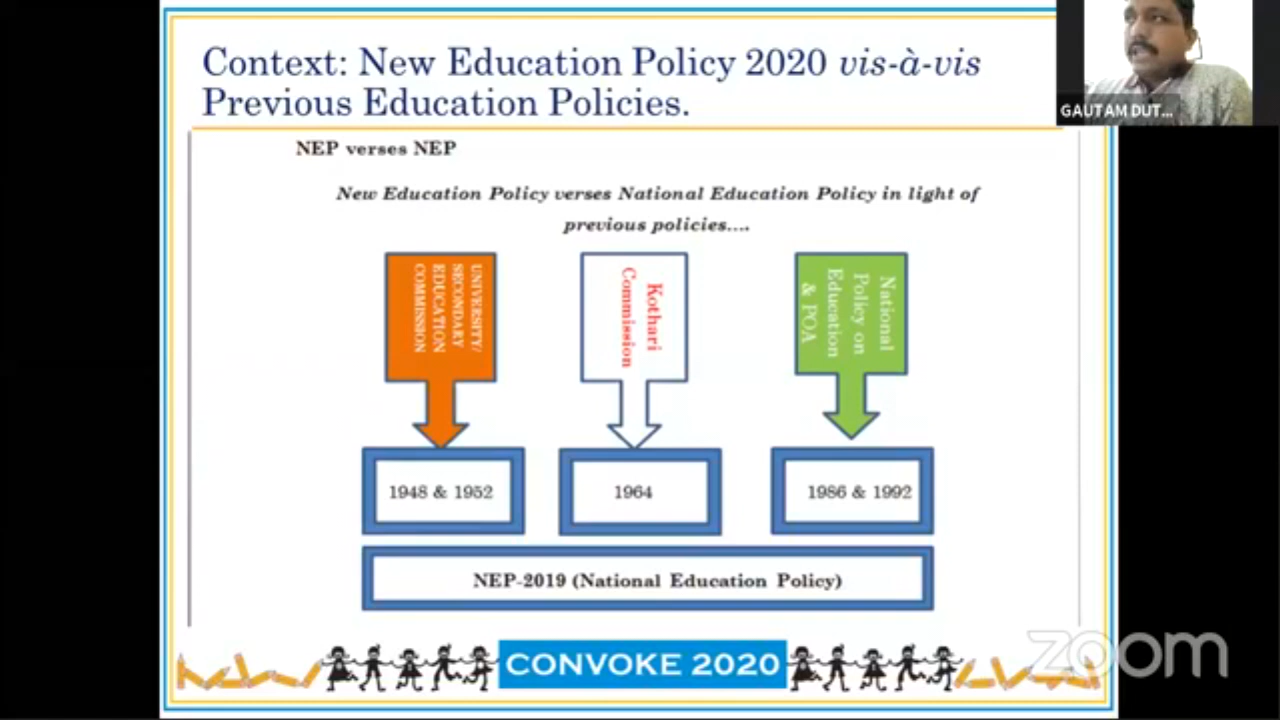 Context: New Education Policy 2020 vis-à-vis
Previous Education Policies.
GAUTAM DUT...
NEP verses NEP
New Education Policy verses National Education Policy in light of
previous policies....
UNIVERSITY/
SECONDARY
EDUCATION
COMMISSION
Kothari
Commission
National
Policy on
Education
& POA
1948 & 1952
1964
1986 & 1992
NEP-2019 (National Education Policy)
CONVOKE 2020
zoom